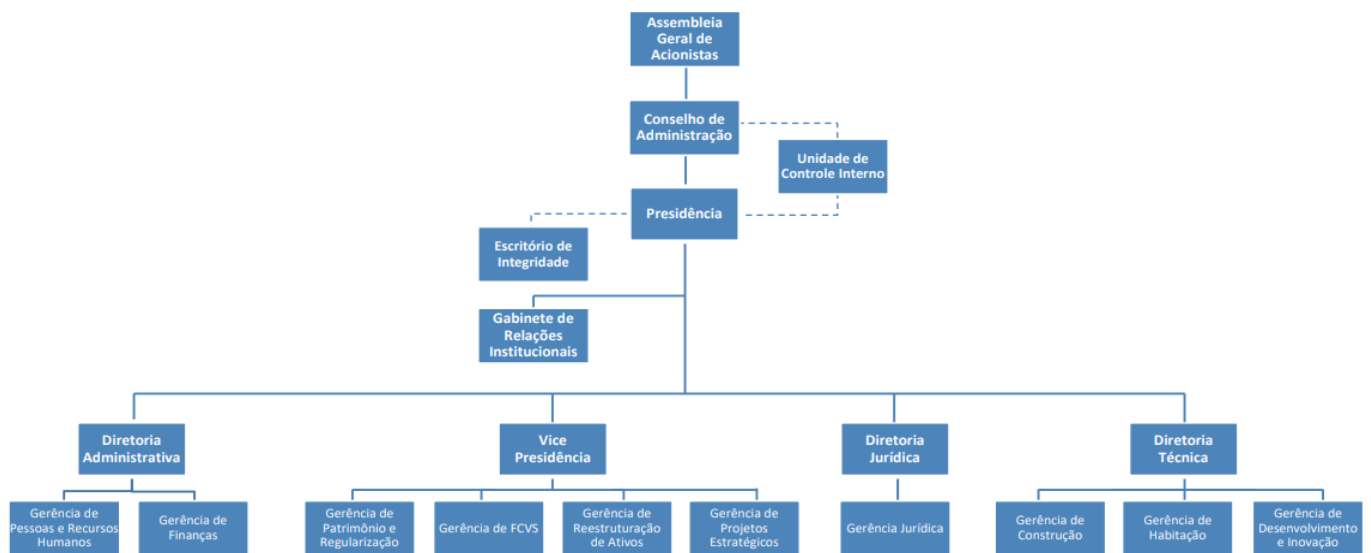 Assembleia
Geral de
Acionistas
Conselho de
Administração
Unidade de
Controle Interno
Presidência
Escritório de
Integridade
Gabinete de
Relações
Institucionais
Diretoria
Administrativa
Vice
Presidência
Diretoria
Jurídica
Diretoria
Técnica
Gerência de
Pessoas e Recursos
Humanos
Gerência de
Finanças
Gerência de
Patrimônio e
Regularização
Gerência de FCVS
Gerência de
Reestruturação
de Ativos
Gerência de
Projetos
Estratégicos
Gerência Jurídica
Gerência de
Construção
Gerência de
Habitação
Gerência de
Desenvolvimento
e Inovação